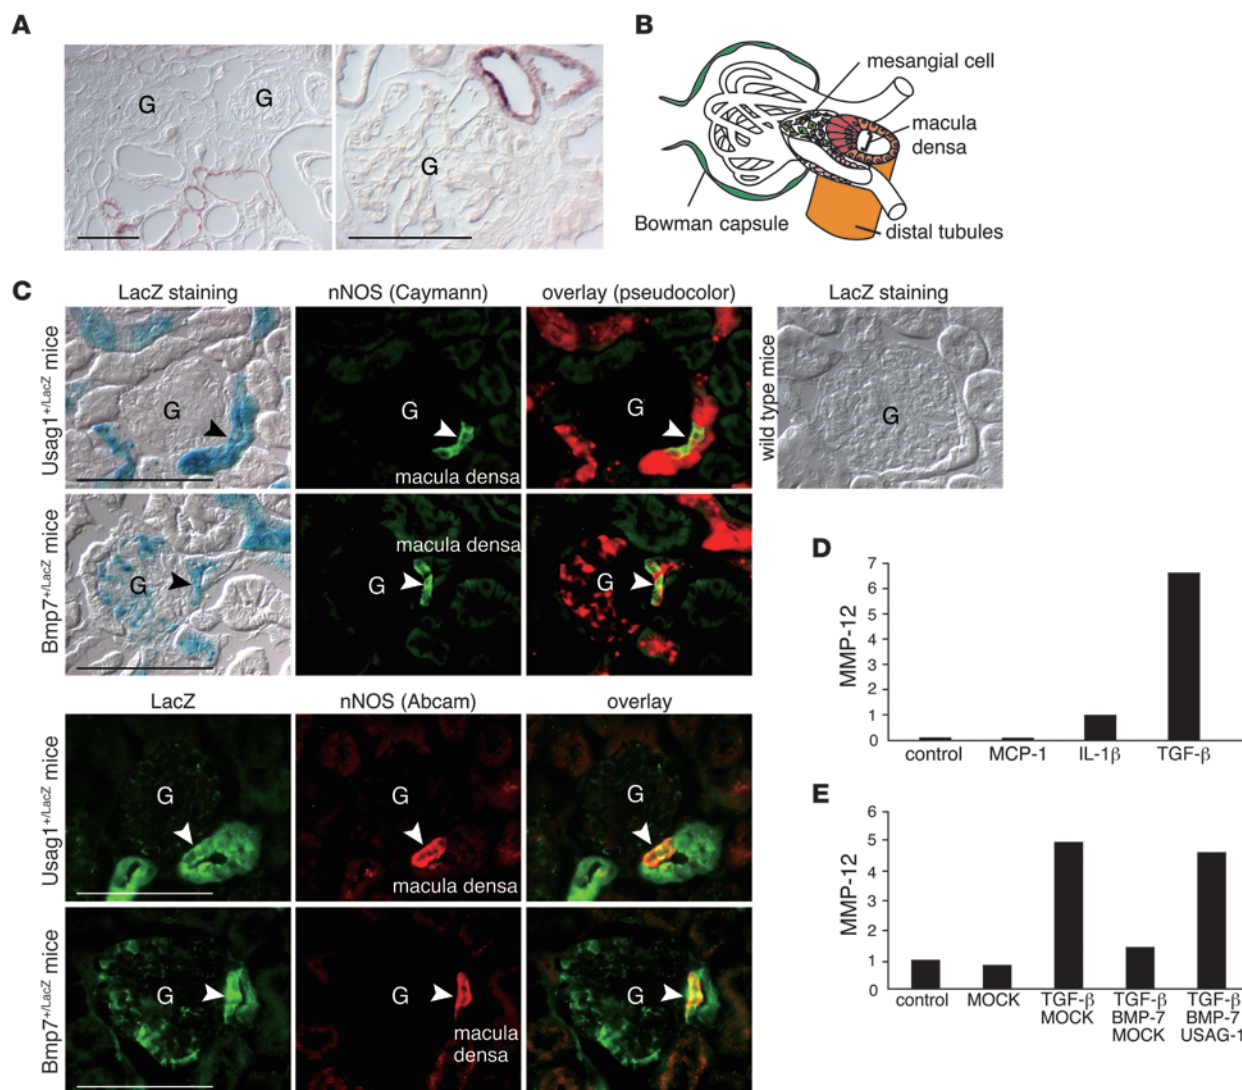 A
G
G
G
B
mesangial cell
macula
densa
Bowman capsule
distal tubules
C
LacZ staining
nNOS (Caymann)
overlay (pseudocolor)
LacZ staining
Usag1+/LacZ mice
G
G
macula densa
G
wild type mice
G
Bmp7+/LacZ mice
G
macula densa
G
G
LacZ
nNOS (Abcam)
overlay
Usag1+/LacZ mice
G
G
macula densa
G
Bmp7+/LacZ mice
G
G
macula
densa
G
D
MMP-12
7
6
5
4
3
2
1
0
control MCP-1 IL-1β TGF-β
E
MMP-12
6
5
4
3
2
1
0
control MOCK TGF-β TGF-β TGF-β
MOCK BMP-7 BMP-7
MOCK USAG-1